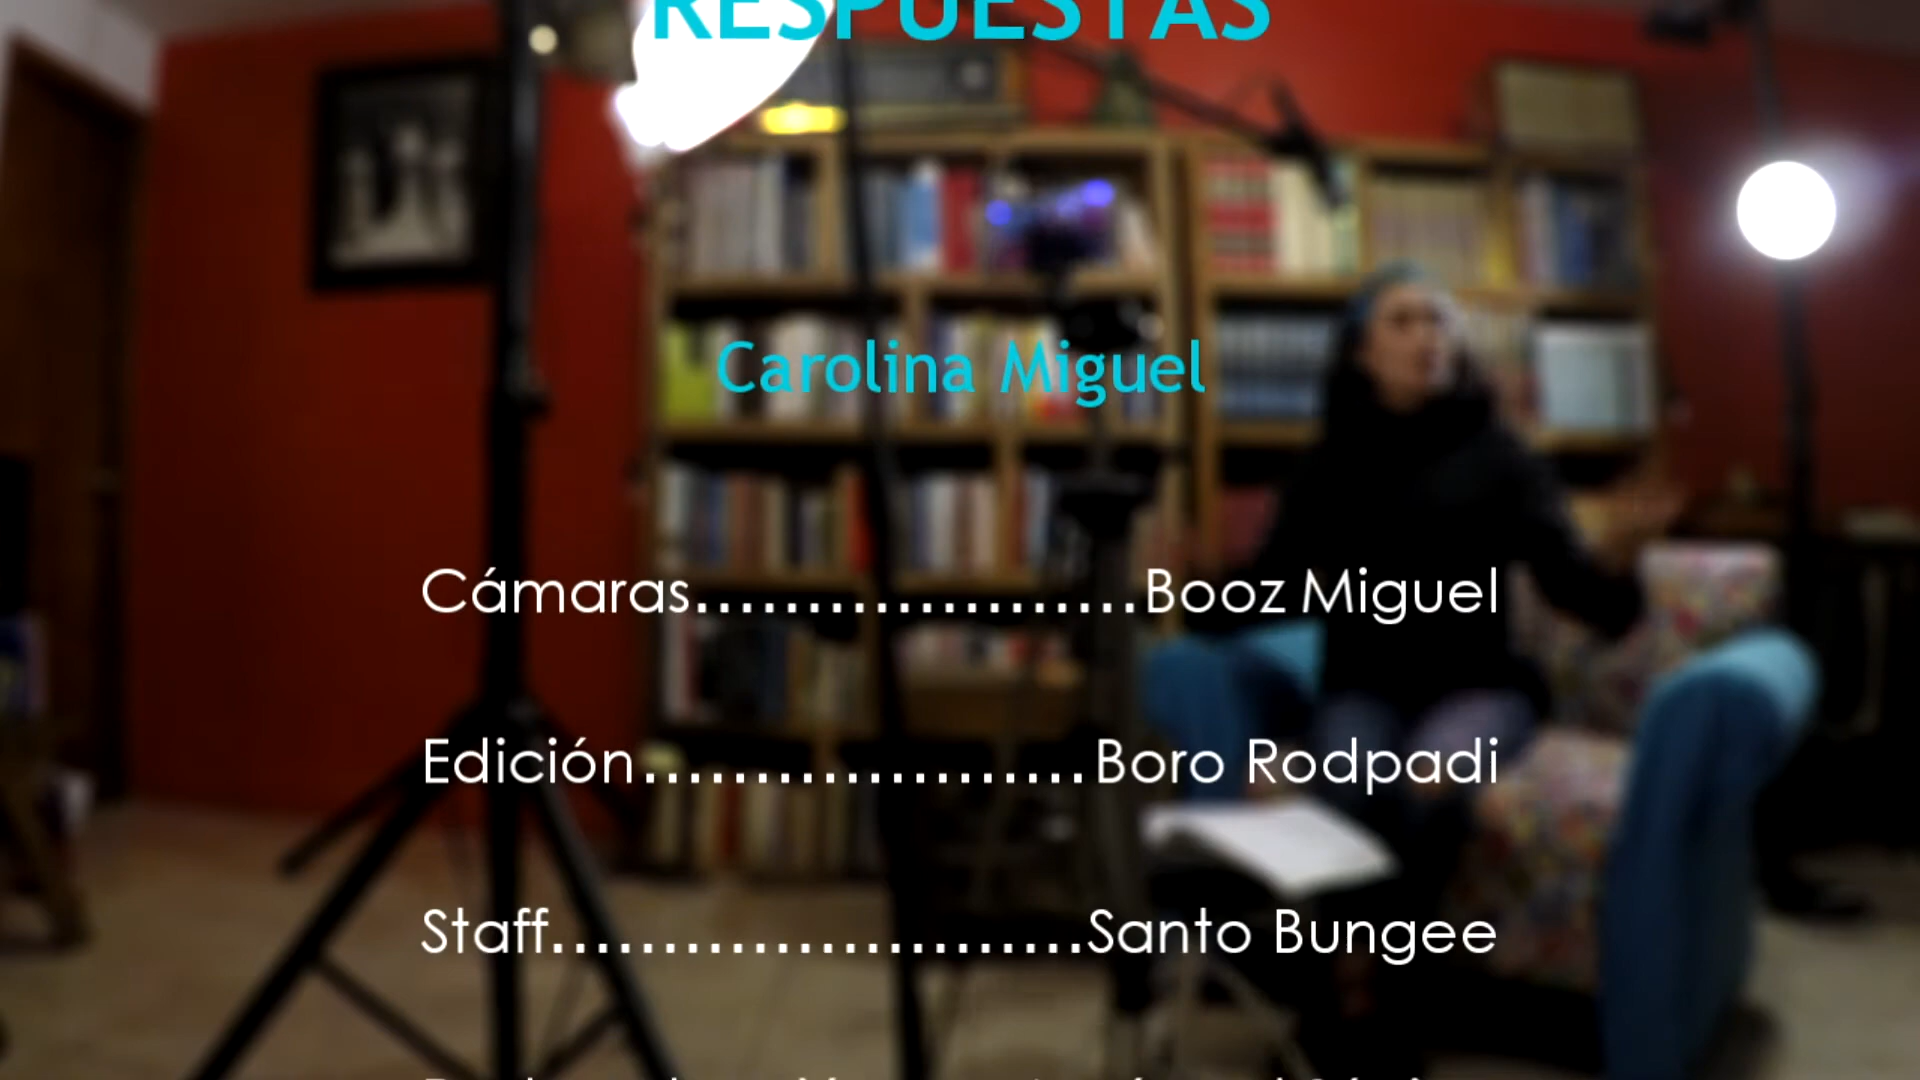 RESPUESTAS
Carolina Miguel
Cámaras....................Booz Miguel
Edición....................Boro Rodpadi
Staff........................Santo Bungee